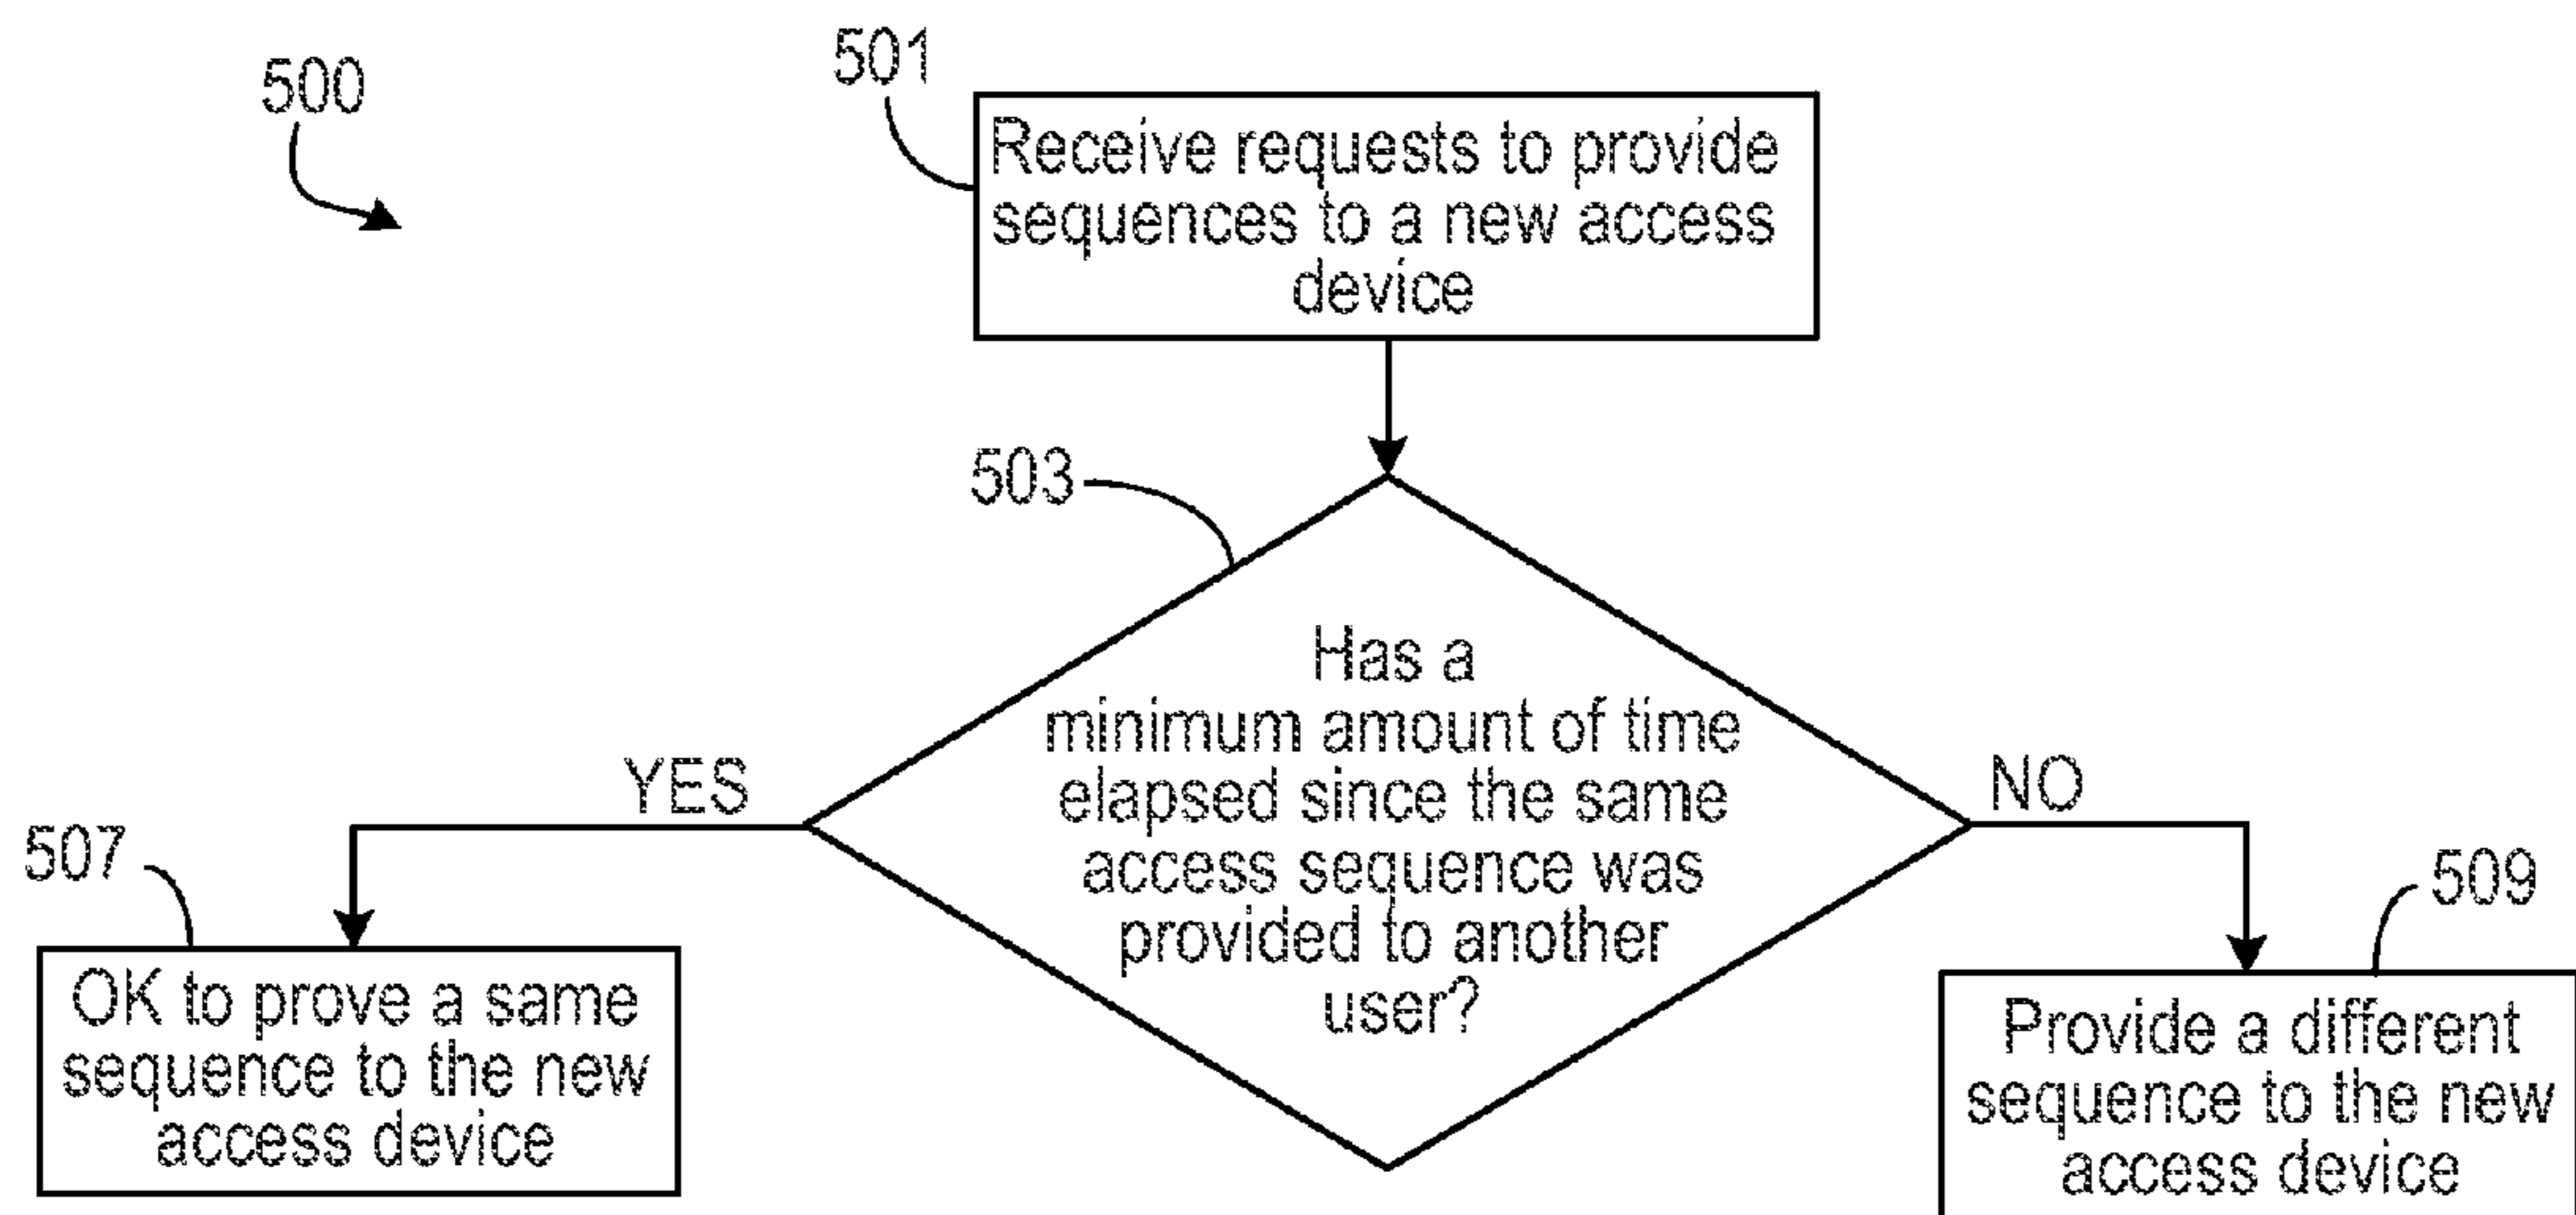 500
501
Receive requests to provide
sequences to a new access
device
503
Has a
minimum amount of time
elapsed since the same
access sequence was
provided to another
user?
YES
NO
507
OK to prove a same
sequence to the new
access device
509
Provide a different
sequence to the new
access device